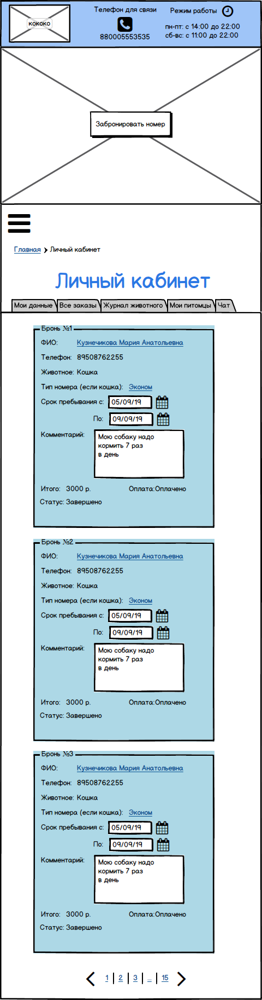 кококо
Телефон для связи
880005553535
Режим работы
пн-пт: с 14:00 до 22:00
сб-вс: с 11:00 до 22:00
Забронировать номер
Главная Личный кабинет
Личный кабинет
Мои данные Все заказы Журнал животного Мои питомцы Чат
Бронь №1
ФИО: Кузнечикова Мария Анатольевна
Телефон: 89508762255
Животное: Кошка
Тип номера (если кошка): Эконом
Срок пребывания с: 05/09/19
По: 09/09/19
Комментарий: Мою собаку надо
кормить 7 раз
в день
Итого: 3000 р. Оплата:Оплачено
Статус: Завершено
Бронь №2
ФИО: Кузнечикова Мария Анатольевна
Телефон: 89508762255
Животное: Кошка
Тип номера (если кошка): Эконом
Срок пребывания с: 05/09/19
По: 09/09/19
Комментарий: Мою собаку надо
кормить 7 раз
в день
Итого: 3000 р. Оплата:Оплачено
Статус: Завершено
Бронь №3
ФИО: Кузнечикова Мария Анатольевна
Телефон: 89508762255
Животное: Кошка
Тип номера (если кошка): Эконом
Срок пребывания с: 05/09/19
По: 09/09/19
Комментарий: Мою собаку надо
кормить 7 раз
в день
Итого: 3000 р. Оплата:Оплачено
Статус: Завершено
1 | 2 | 3 | ... | 15